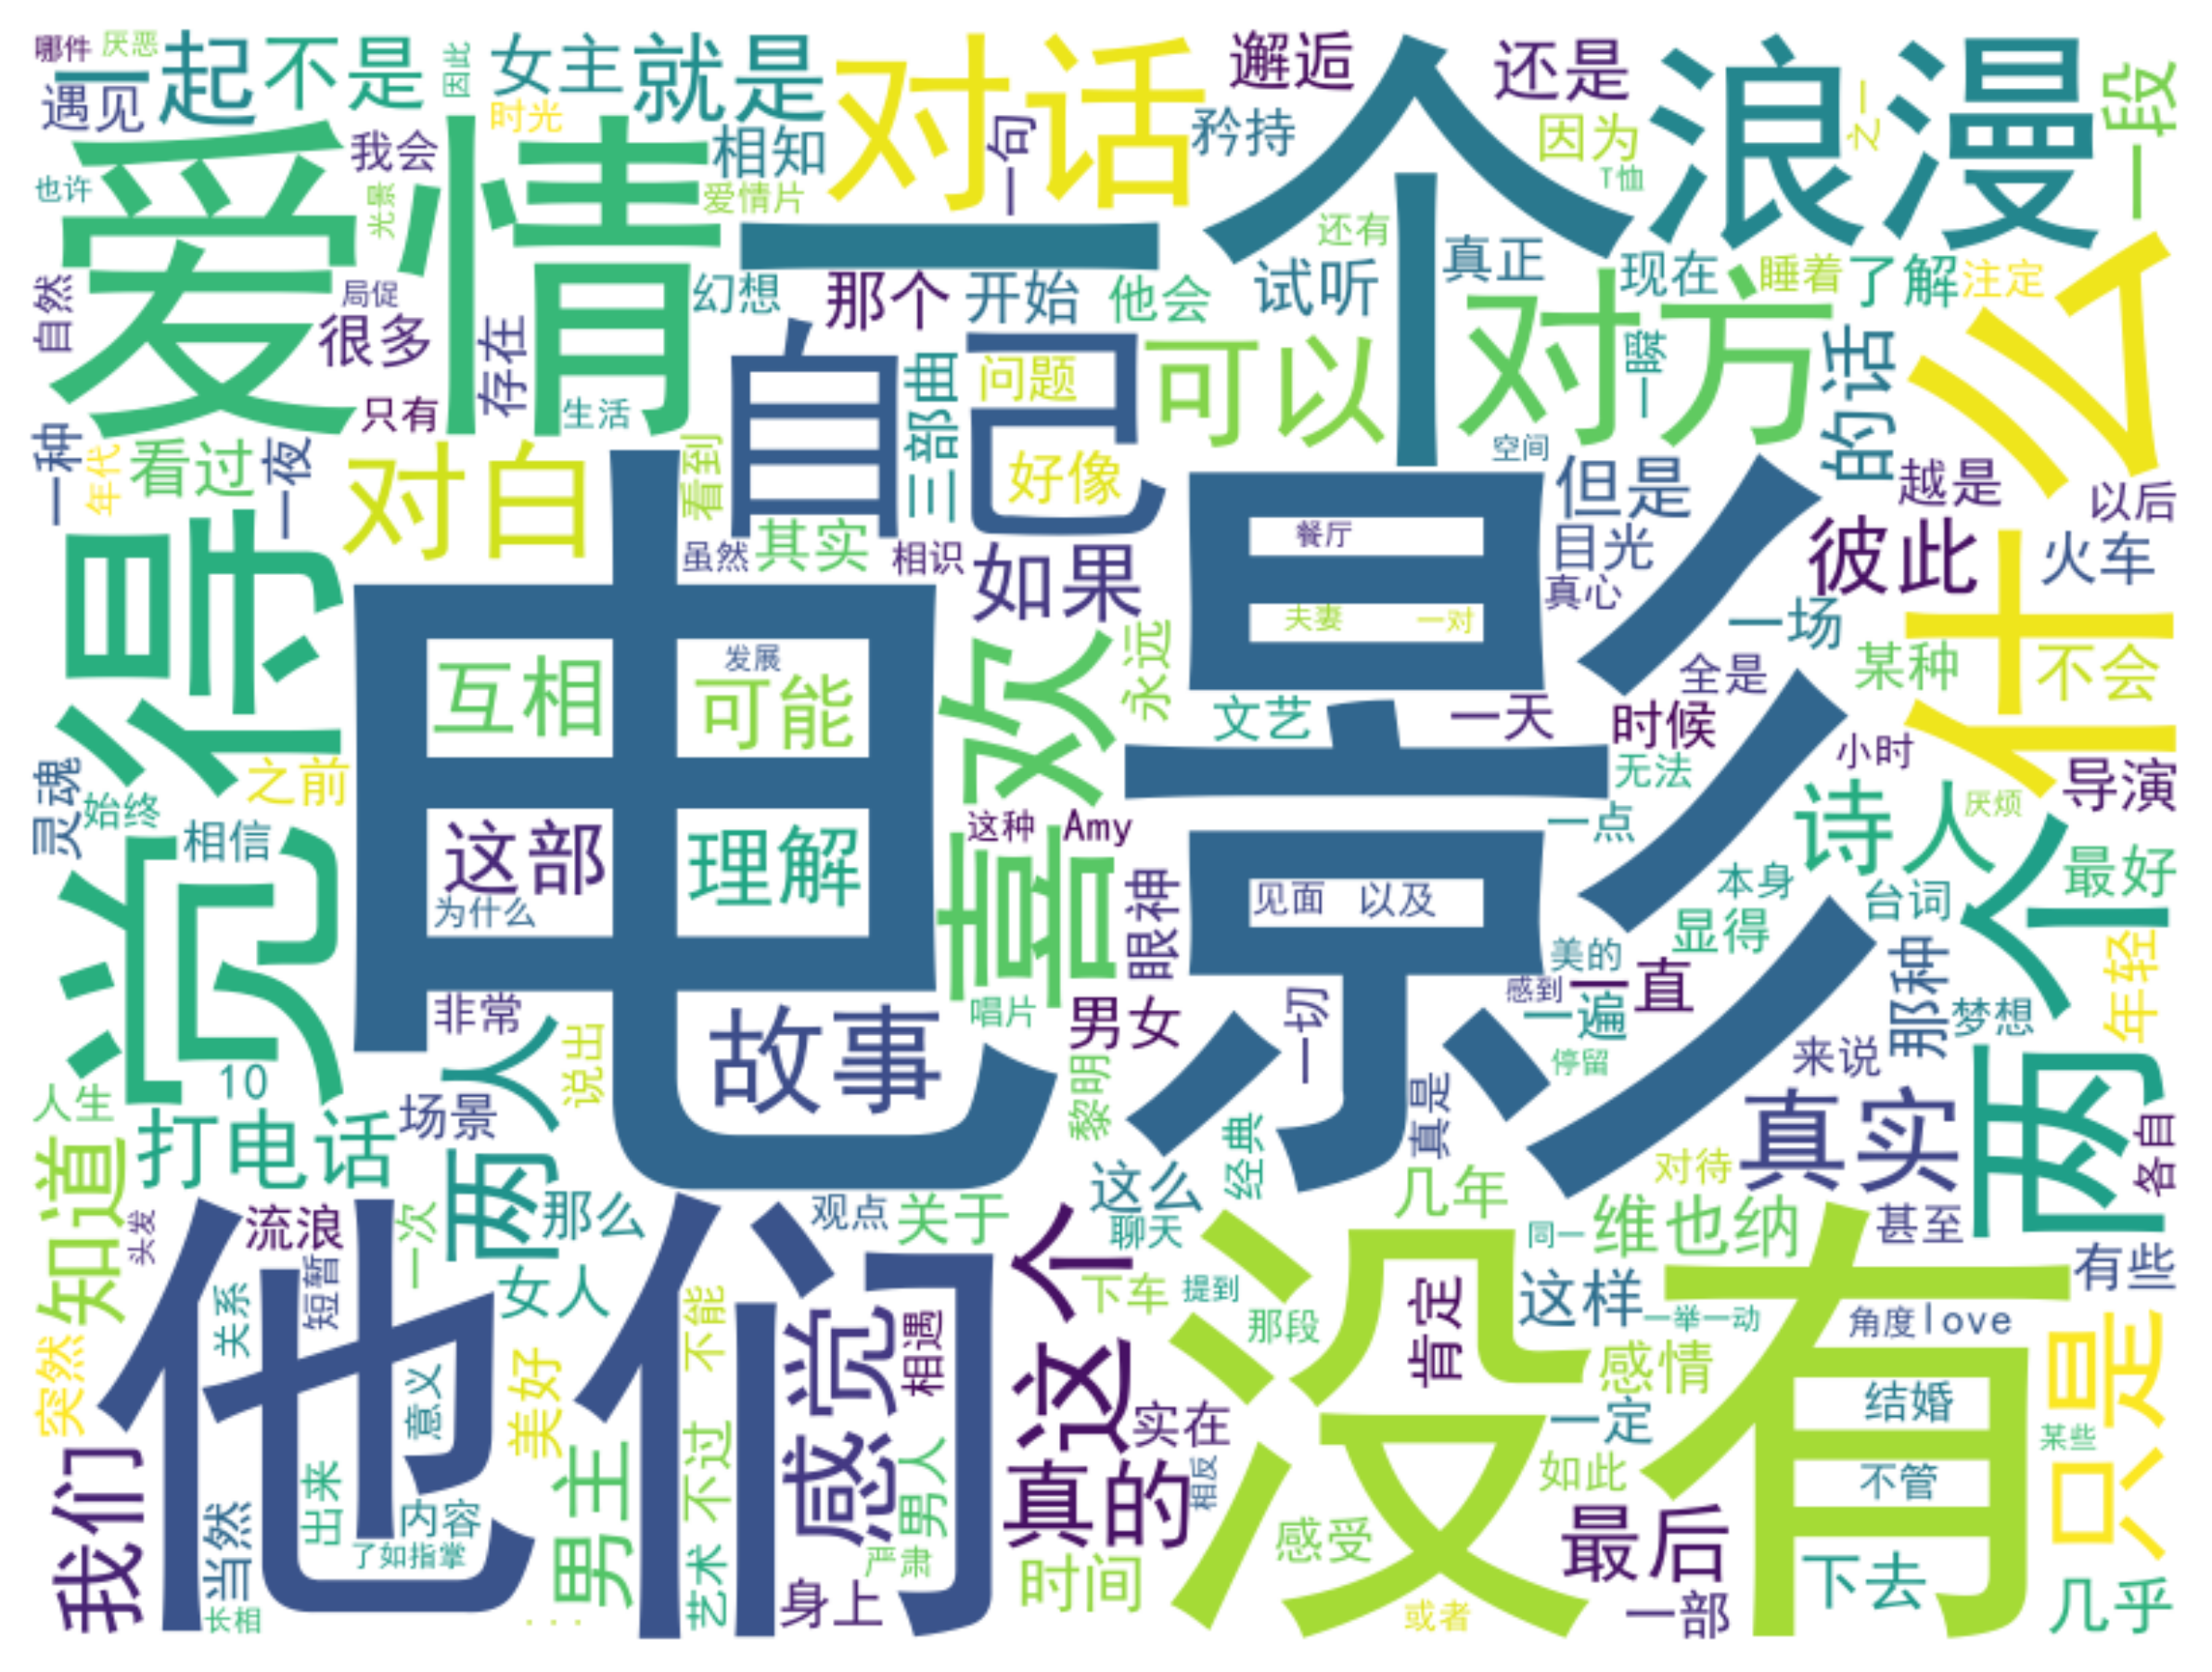 哪件
厌恶
一起
不是
因此
女主
就是
对话
邂逅
还是
浪漫
一段
遇见
时光
我会
相知
一句
矜持
因为
之一
T恤
也许
光景
爱情
爱情片
一个
还有
真正
自然
局促
很多
存在
幻想
那个
开始
他会
试听
现在
睡着
了解
注定
什么
只有
生活
自己
三部曲
问题
可以
对方
一瞬
的话
一种
年代
看过
一夜
对白
看到
好像
空间
但是
越是
以后
觉得
电影
虽然
其实
相识
如果
餐厅
目光
真心
彼此
火车
互相
发展
可能
喜欢
永远
夫妻
一对
一场
全是
某种
不会
文艺
一天
时候
小时
无法
导演
灵魂
始终
之前
相信
这部
理解
为什么
这种
Amy
眼神
见面
以及
一点
诗人
厌烦
本身
显得
台词
最好
两个
非常
两人
说出
故事
唱片
男女
一切
美的
感到
一直
一遍
停留
那种
梦想
年轻
来说
10
人生
打电话
场景
黎明
真是
经典
真实
各自
知道
头发
流浪
一次
那么
观点
关于
这么
聊天
几年
对待
同一
维也纳
甚至
有些
他们
关系
短暂
女人
不能
感觉
相遇
这个
下车
提到
那段
肯定
这样
一举一动
角度
love
没有
只是
突然
意义
美好
男主
不过
男人
实在
相反
一定
感情
结婚
某些
我们
当然
出来
内容
了如指掌
艺术
严肃
真的
感受
如此
不管
最后
长相
身上
时间
或者
一部
下去
几乎